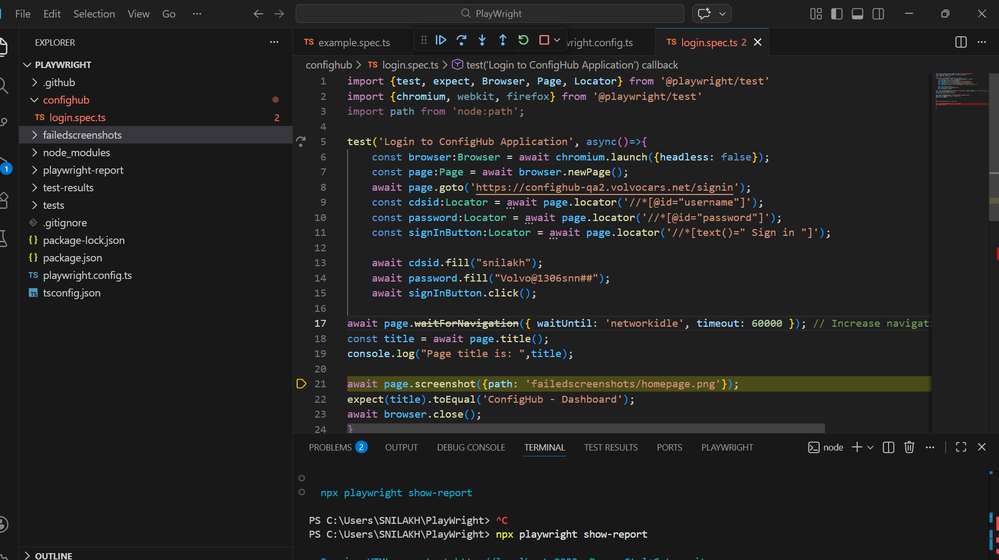 File Edit Selection View Go ···
PlayWright
EXPLORER
PLAYWRIGHT
.github
confighub
TS login.spec.ts 2
failedscreenshots
node_modules
playwright-report
test-results
tests
.gitignore
{} package-lock.json
{} package.json
TS playwright.config.ts
TS tsconfig.json
OUTLINE
1
TS example.spec.ts
wright.config.ts
TS login.spec.ts 2
confighub > TS login.spec.ts > test('Login to ConfigHub Application') callback
1 import {test, expect, Browser, Page, Locator} from '@playwright/test'
2 import {chromium, webkit, firefox} from '@playwright/test'
3 import path from 'node:path';
4
5 test('Login to ConfigHub Application', async()=>{
6 const browser:Browser = await chromium.launch({headless: false});
7 const page:Page = await browser.newPage();
8 await page.goto('https://confighub-qa2.volvocars.net/signin');
9 const cdsid:Locator = await page.locator('//*[@id="username"]');
10 const password:Locator = await page.locator('//*[@id="password"]');
11 const signInButton:Locator = await page.locator('//*[text()=" Sign in "]');
12
13 await cdsid.fill("snilakh");
14 await password.fill("Volvo@1306snn##");
15 await signInButton.click();
16
17 await page.waitForNavigation({ waitUntil: 'networkidle', timeout: 60000 }); // Increase navigati
18 const title = await page.title();
19 console.log("Page title is: ",title);
20
21 await page.screenshot({path: 'failedscreenshots/homepage.png'});
22 expect(title).toEqual('ConfigHub - Dashboard');
23 await browser.close();
24 }
PROBLEMS 2 OUTPUT DEBUG CONSOLE TERMINAL TEST RESULTS PORTS PLAYWRIGHT
node
npx playwright show-report
PS C:\Users\SNILAKH\PlayWright> ^C
PS C:\Users\SNILAKH\PlayWright> npx playwright show-report